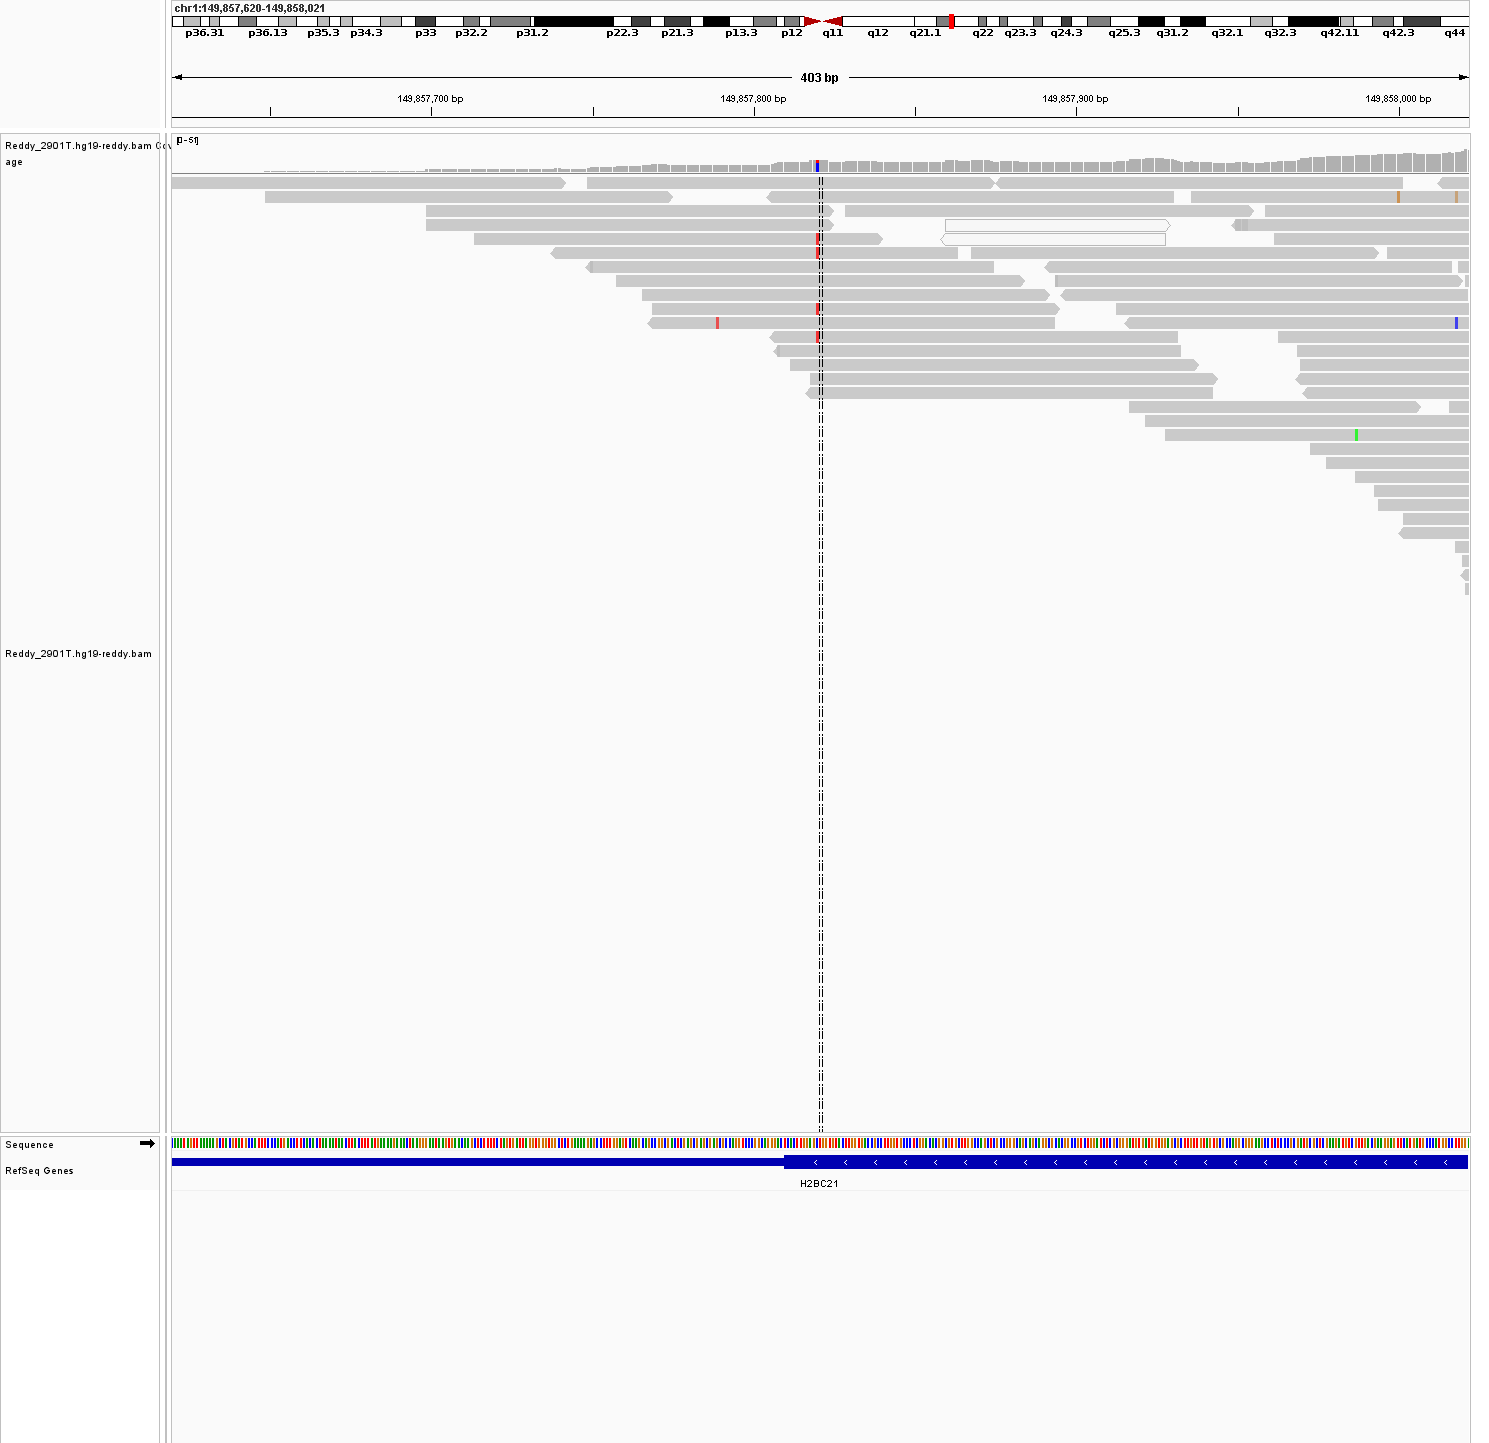 chr1:149,857,620-149,858,021
p36.31 p36.13 p35.3 p34.3 p33 p32.2 p31.2 p22.3 p21.3 p13.3 p12 q11 q12 q21.1 q22 q23.3 q24.3 q25.3 q31.2 q32.1 q32.3 q42.11 q42.3 q44
403 bp
149,857,700 bp 149,857,800 bp 149,857,900 bp 149,858,000 bp
[0-51]
Reddy_2901T.hg19-reddy.bam Cov
age
Reddy_2901T.hg19-reddy.bam
Sequence
RefSeq Genes
H2BC21